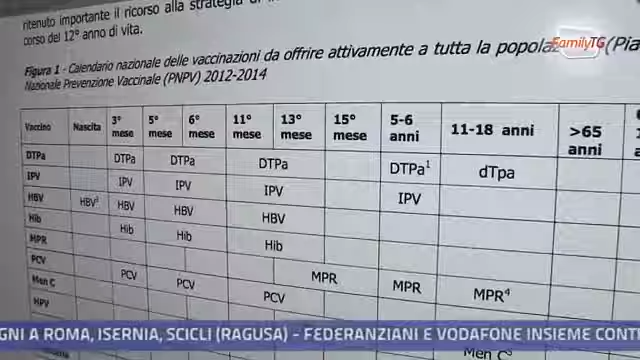 ritenuto importante il ricorso alla strategia di
corso del 12° anno di vita.
FamilyTG
Figura 1 - Calendario nazionale delle vaccinazioni da offrire attivamente a tutta la (Pia
Nazionale Prevenzione Vaccinale (PNPV) 2012-2014
Vaccino Nascita 3° mese 5° mese 6° mese 11° mese 13° mese 15° mese 5-6 anni 11-18 anni >65 anni
DTPa DTPa DTPa DTPa DTPa¹ dTpa
IPV IPV IPV IPV IPV
HBV HBV² HBV HBV HBV
Hib Hib Hib Hib
MPR MPR MPR MPR⁴
PCV PCV PCV PCV
Men C
HPV
GNI A ROMA, ISERNIA, SCICLI (RAGUSA) - FEDERANZIANI E VODAFONE INSIEME CONT